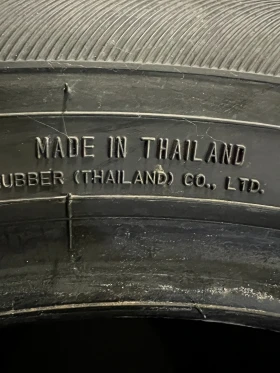 MADE IN THAILAND
UBBER (THAILAND) CO., LTD.